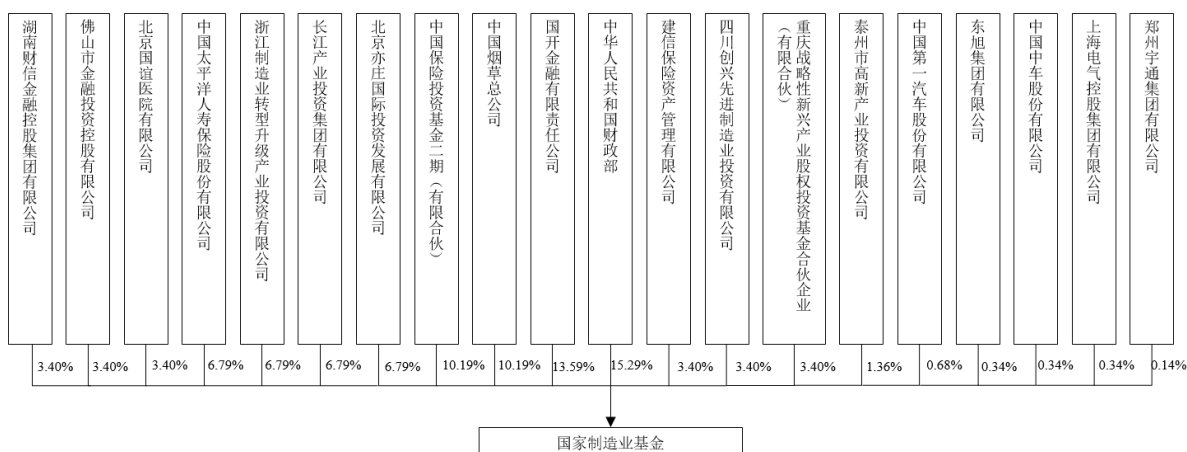 湖南财信金融控股集团有限公司
佛山市金融投资控股有限公司
北京国谊医院有限公司
中国太平洋人寿保险股份有限公司
浙江制造业转型升级产业投资有限公司
长江产业投资集团有限公司
北京亦庄国际投资发展有限公司
中国保险投资基金二期（有限合伙）
中国烟草总公司
国开金融有限责任公司
中华人民共和国财政部
建信保险资产管理有限公司
四川创兴先进制造业投资有限公司
重庆战略性新兴产业股权投资基金合伙企业
（有限合伙）
泰州市高新产业投资有限公司
中国第一汽车股份有限公司
东旭集团有限公司
中国中车股份有限公司
上海电气控股集团有限公司
郑州宇通集团有限公司
3.40%
3.40%
3.40%
6.79%
6.79%
6.79%
6.79%
10.19%
10.19%
13.59%
15.29%
3.40%
3.40%
3.40%
1.36%
0.68%
0.34%
0.34%
0.34%
0.14%
国家制造业基金